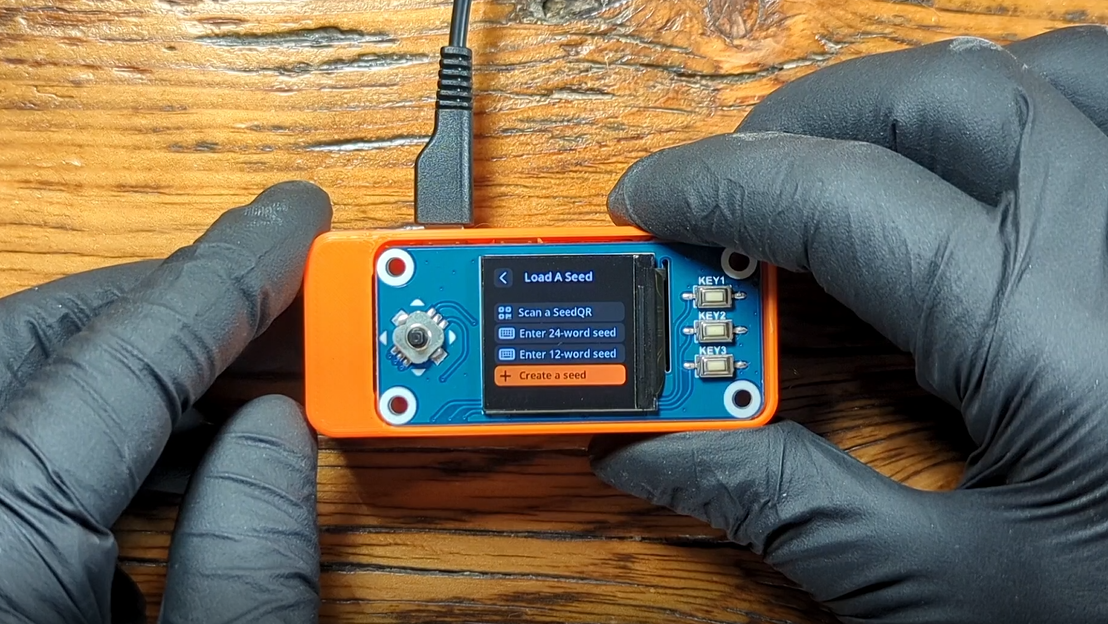 Load A Seed
Scan a SeedQR
Enter 24-word seed
Enter 12-word seed
Create a seed
KEY1
KEY2
KEY3